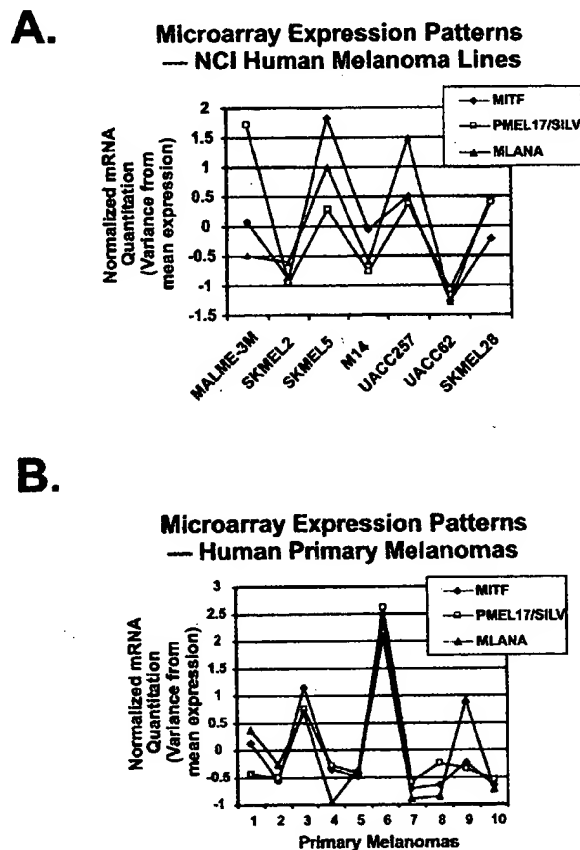 A.
Microarray Expression Patterns
— NCI Human Melanoma Lines
MITF
PMEL17/SILV
MLANA
Normalized mRNA
Quantitation
(Variance from
mean expression)
2
1.5
1
0.5
0
-0.5
-1
-1.5
MALME-3M
SKMEL2
SKMEL5
M14
UACC257
UACC62
SKMEL28
B.
Microarray Expression Patterns
— Human Primary Melanomas
MITF
PMEL17/SILV
MLANA
Normalized mRNA
Quantitation
(Variance from
mean expression)
3
2.5
2
1.5
1
0.5
0
-0.5
-1
1 2 3 4 5 6 7 8 9 10
Primary Melanomas